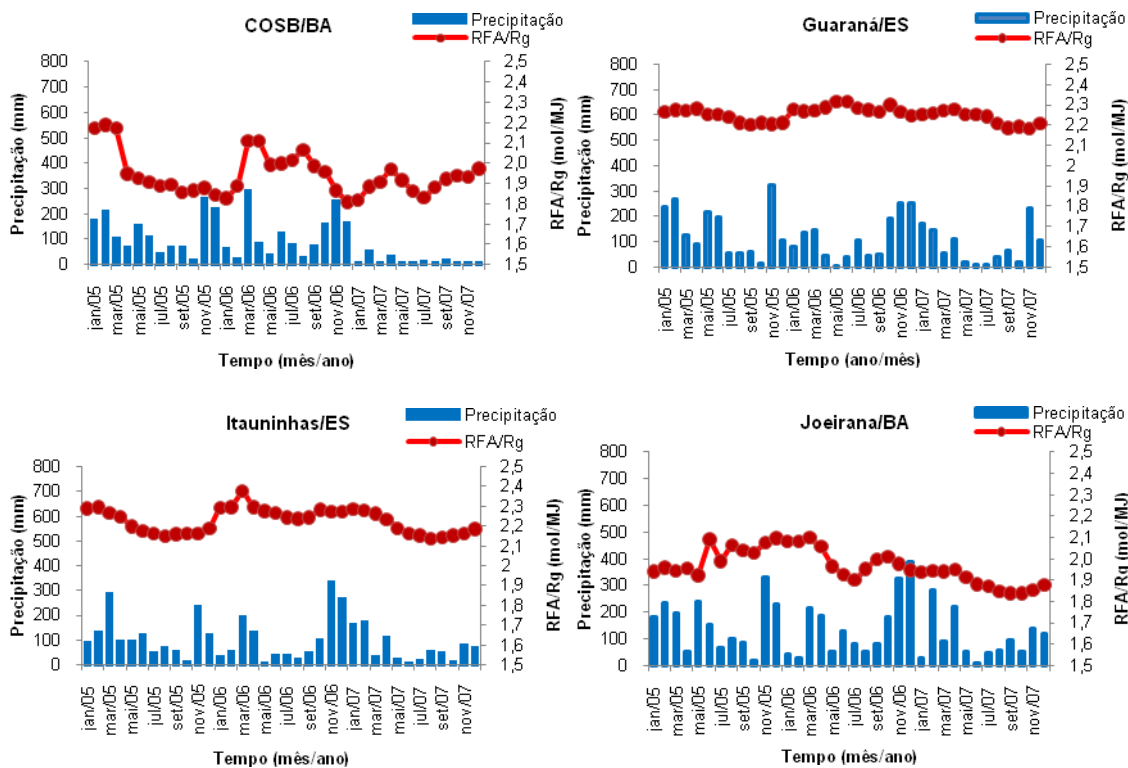 COSB/BA
Precipitação
RFA/Rg
Precipitação (mm)
800
700
600
500
400
300
200
100
0
2,5
2,4
2,3
2,2
2,1
2
1,9
1,8
1,7
1,6
1,5
RFA/Rg (mol/MJ)
jan/05
mar/05
mai/05
jul/05
set/05
nov/05
jan/06
mar/06
mai/06
jul/06
set/06
nov/06
jan/07
mar/07
mai/07
jul/07
set/07
nov/07
Tempo (mês/ano)
Guaraná/ES
Precipitação
RFA/Rg
Precipitação (mm)
800
700
600
500
400
300
200
100
0
2,5
2,4
2,3
2,2
2,1
2
1,9
1,8
1,7
1,6
1,5
RFA/Rg (mol/MJ)
jan/05
mar/05
mai/05
jul/05
set/05
nov/05
jan/06
mar/06
mai/06
jul/06
set/06
nov/06
jan/07
mar/07
mai/07
jul/07
set/07
nov/07
Tempo (ano/mês)
Itauninhas/ES
Precipitação
RFA/Rg
Precipitação (mm)
800
700
600
500
400
300
200
100
0
2,5
2,4
2,3
2,2
2,1
2
1,9
1,8
1,7
1,6
1,5
RFA/Rg (mol/MJ)
jan/05
mar/05
mai/05
jul/05
set/05
nov/05
jan/06
mar/06
mai/06
jul/06
set/06
nov/06
jan/07
mar/07
mai/07
jul/07
set/07
nov/07
Tempo (mês/ano)
Joeirana/BA
Precipitação
RFA/Rg
Precipitação (mm)
800
700
600
500
400
300
200
100
0
2,5
2,4
2,3
2,2
2,1
2
1,9
1,8
1,7
1,6
1,5
RFA/Rg (mol/MJ)
jan/05
mar/05
mai/05
jul/05
set/05
nov/05
jan/06
mar/06
mai/06
jul/06
set/06
nov/06
jan/07
mar/07
mai/07
jul/07
set/07
nov/07
Tempo (mês/ano)